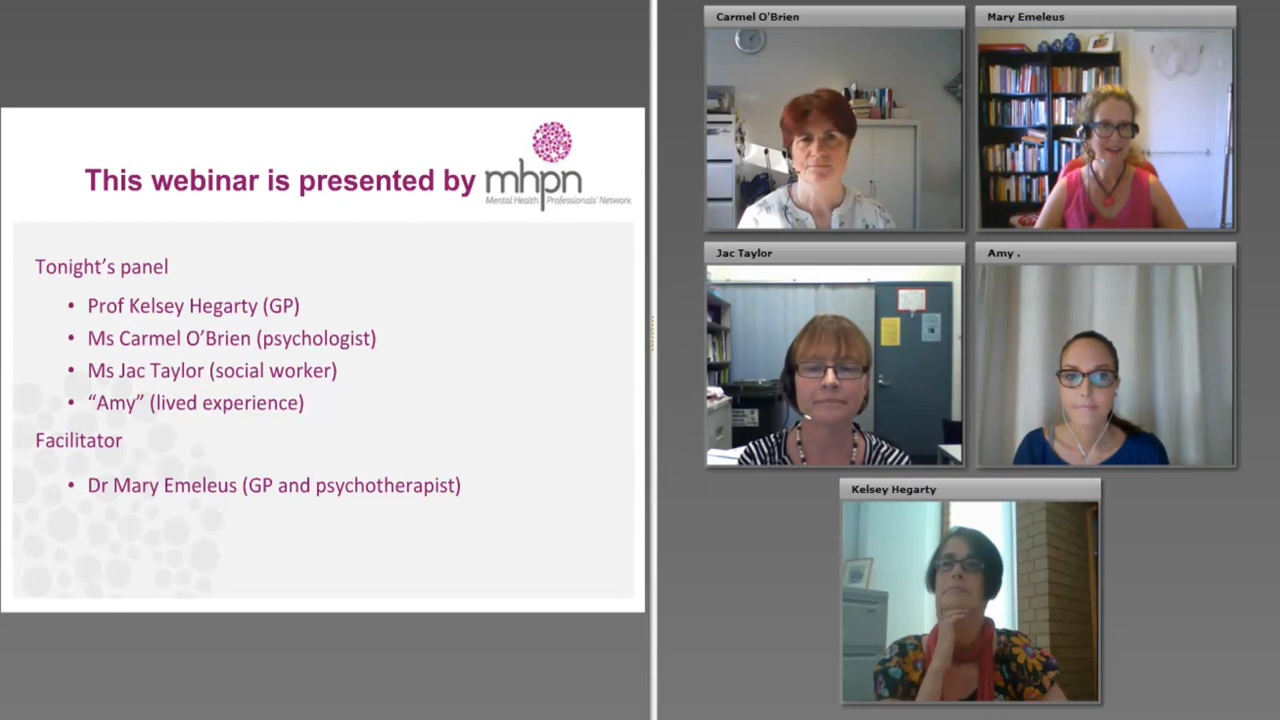 This webinar is presented by
mhpn
Mental Health Professionals' Network
Tonight's panel
• Prof Kelsey Hegarty (GP)
• Ms Carmel O'Brien (psychologist)
• Ms Jac Taylor (social worker)
• "Amy" (lived experience)
Facilitator
• Dr Mary Emeleus (GP and psychotherapist)
Carmel O'Brien
Mary Emeleus
Jac Taylor
Amy .
Kelsey Hegarty